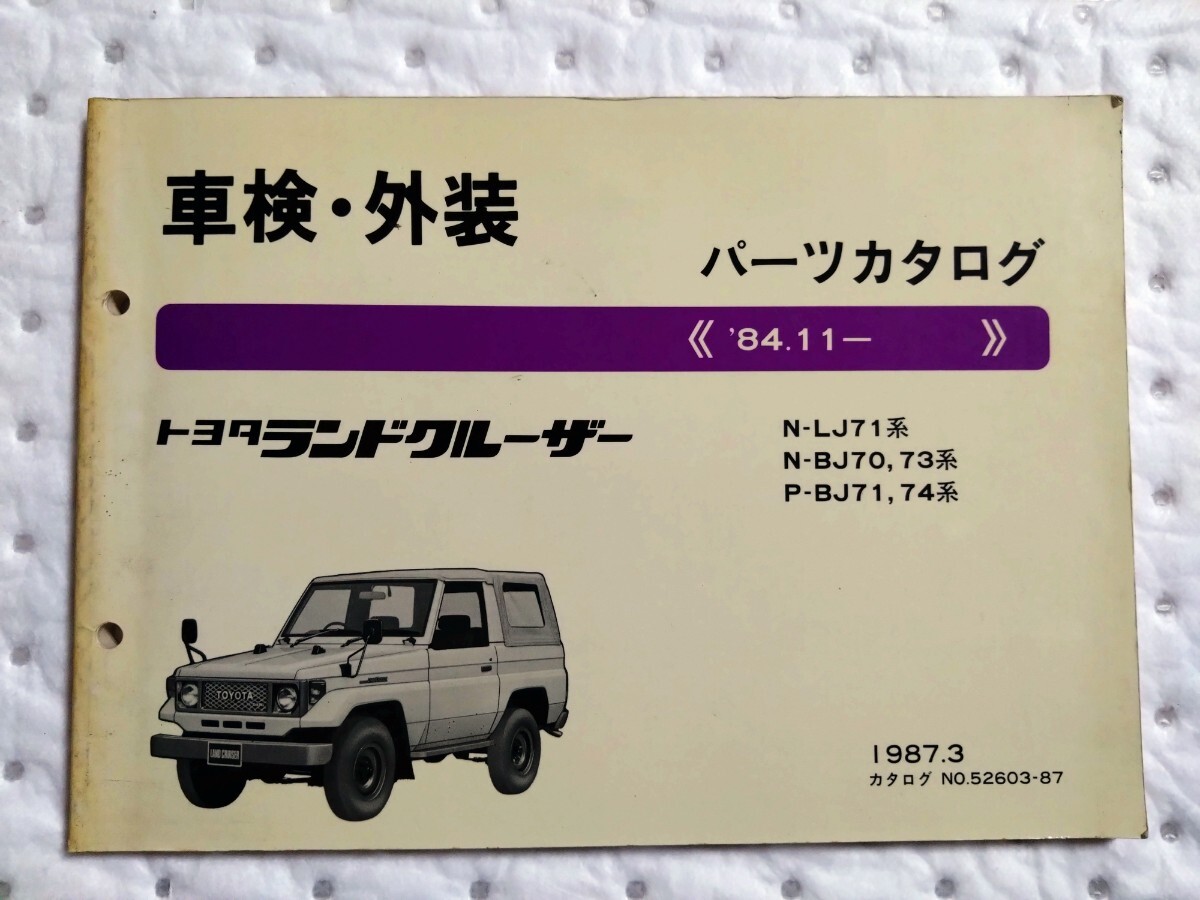 車検・外装
パーツカタログ
《 '84.11ー 》
トヨタランドクルーザー
N-LJ71系
N-BJ70,73系
P-BJ71,74系
TOYOTA
LAND CRUISER
1987.3
カタログ NO.52603-87